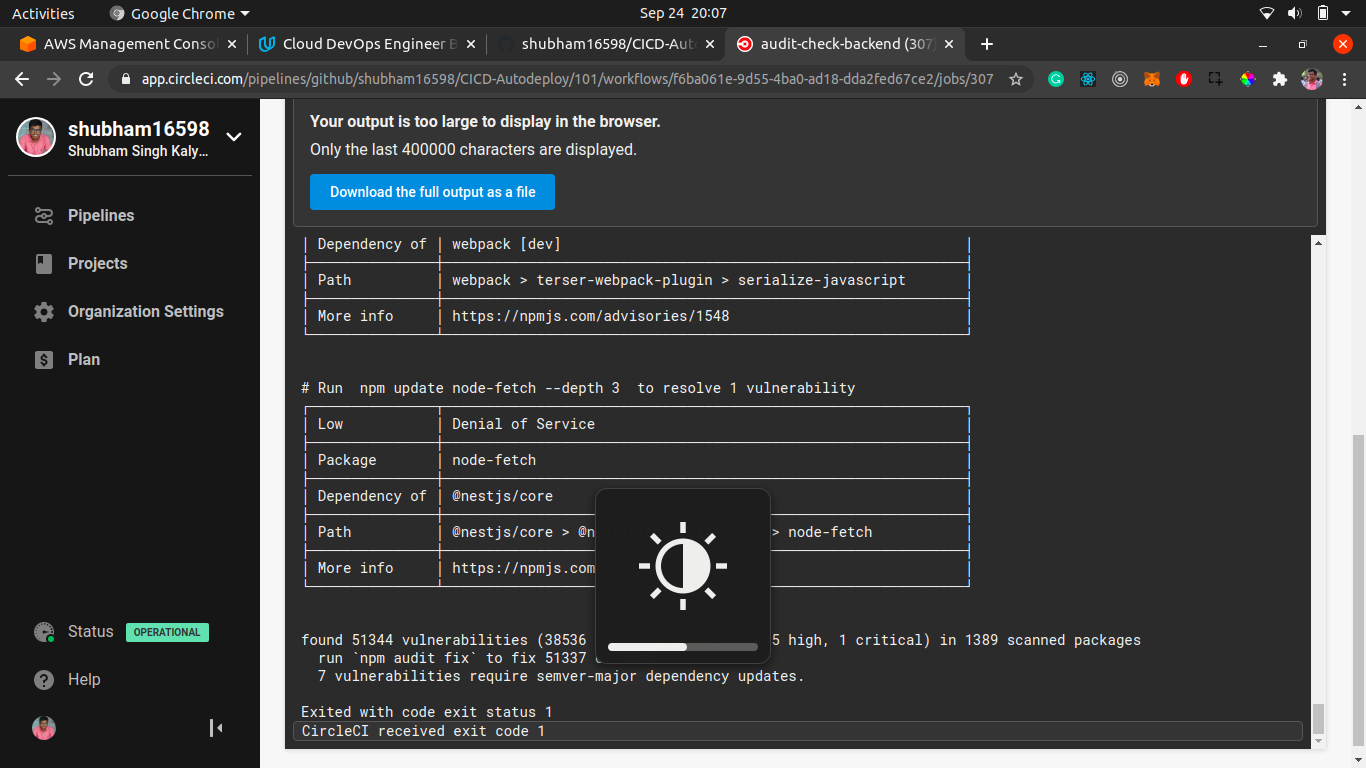 Activities
Google Chrome
Sep 24 20:07
AWS Management Conso
Cloud DevOps Engineer B
shubham16598/CICD-Aut
audit-check-backend (307)
app.circleci.com/pipelines/github/shubham16598/CICD-Autodeploy/101/workflows/f6ba061e-9d55-4ba0-ad18-dda2fed67ce2/jobs/307
shubham16598
Shubham Singh Kaly...
Pipelines
Projects
Organization Settings
Plan
Status OPERATIONAL
Help
Your output is too large to display in the browser.
Only the last 400000 characters are displayed.
Download the full output as a file
Dependency of webpack [dev]
Path webpack > terser-webpack-plugin > serialize-javascript
More info https://npmjs.com/advisories/1548
# Run npm update node-fetch --depth 3 to resolve 1 vulnerability
Low Denial of Service
Package node-fetch
Dependency of @nestjs/core
Path @nestjs/core > > node-fetch
More info https://npmjs.com
found 51344 vulnerabilities (38536 5 high, 1 critical) in 1389 scanned packages
run `npm audit fix` to fix 51337
7 vulnerabilities require semver-major dependency updates.
Exited with code exit status 1
CircleCI received exit code 1